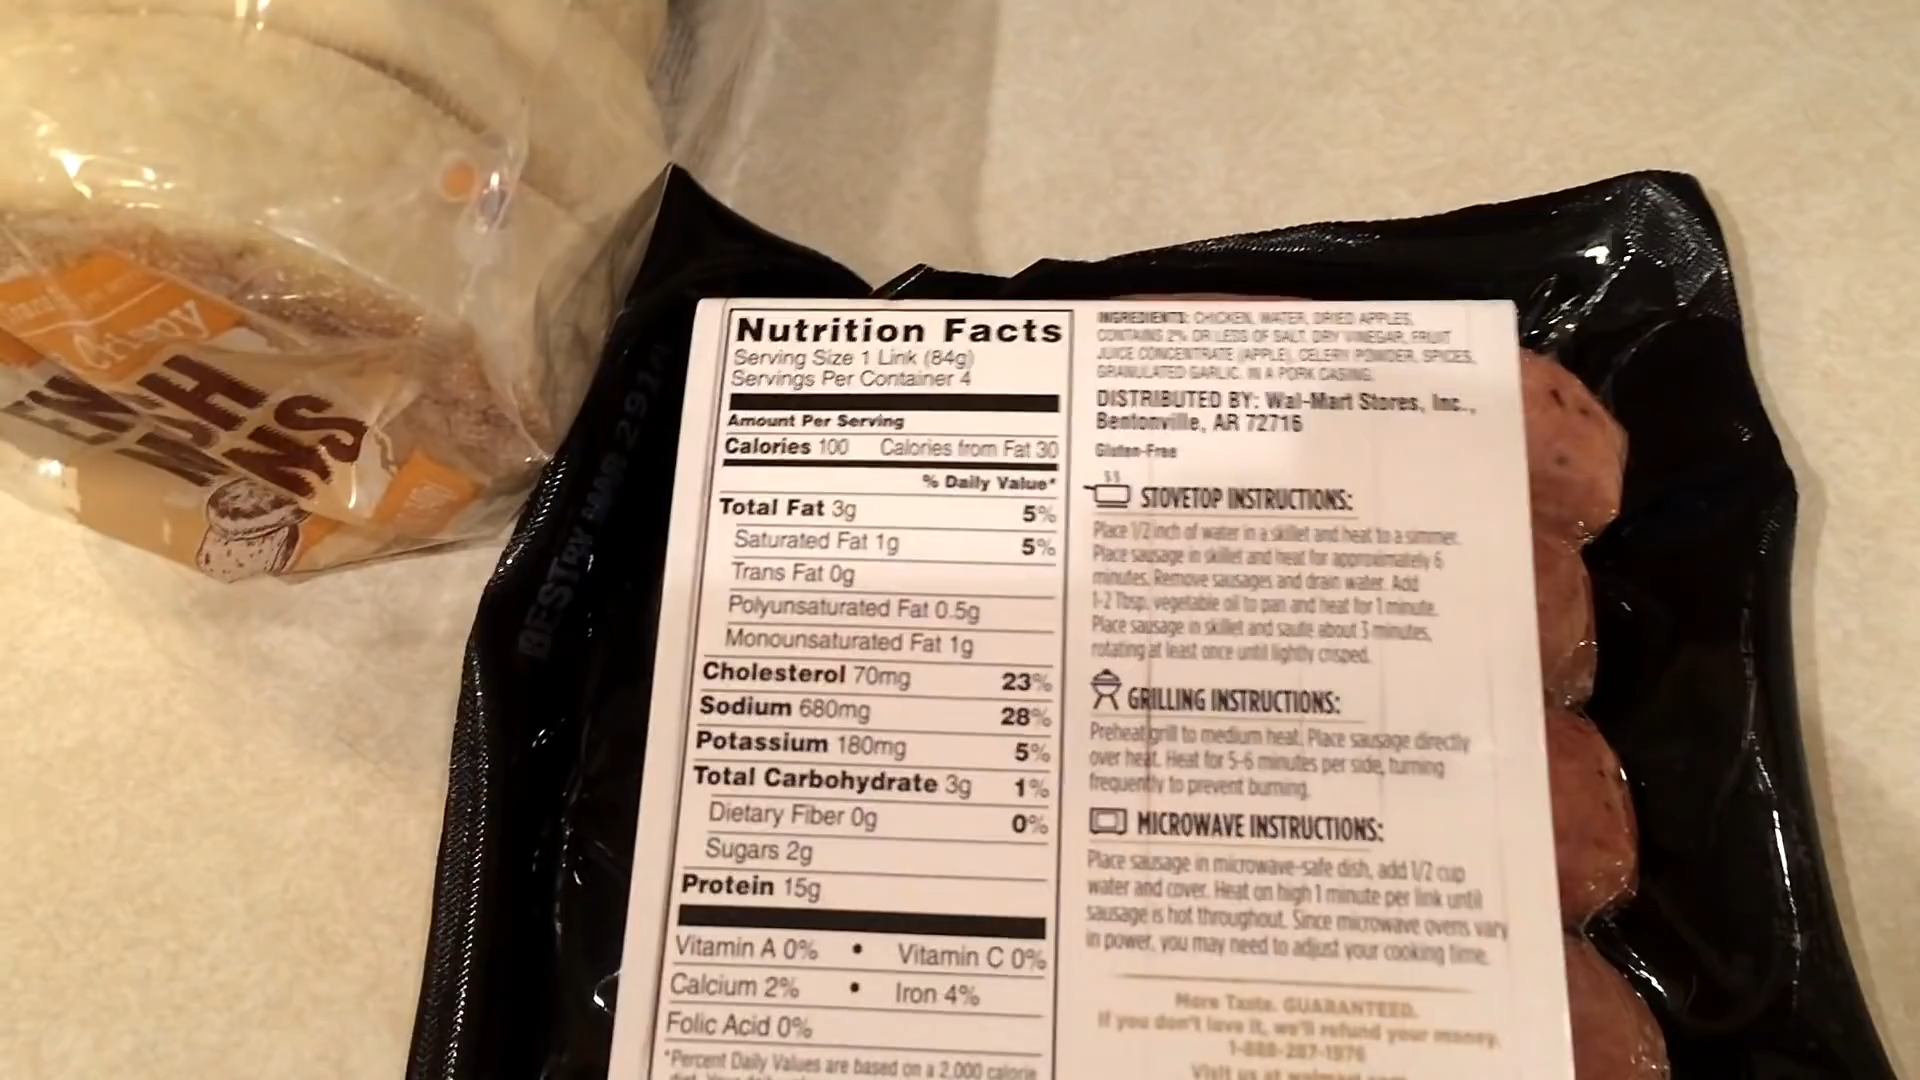 Crispy
EN
H
MS
BEST BY MAR 29 1
Nutrition Facts
Serving Size 1 Link (84g)
Servings Per Container 4
Amount Per Serving
Calories 100 Calories from Fat 30
% Daily Value*
Total Fat 3g 5%
Saturated Fat 1g 5%
Trans Fat 0g
Polyunsaturated Fat 0.5g
Monounsaturated Fat 1g
Cholesterol 70mg 23%
Sodium 680mg 28%
Potassium 180mg 5%
Total Carbohydrate 3g 1%
Dietary Fiber 0g 0%
Sugars 2g
Protein 15g
Vitamin A 0% • Vitamin C 0%
Calcium 2% • Iron 4%
Folic Acid 0%
*Percent Daily Values are based on a 2,000 calorie
INGREDIENTS: CHICKEN, WATER, DRIED APPLES,
CONTAINS 2% OR LESS OF SALT, DRY VINEGAR, FRUIT
JUICE CONCENTRATE (APPLE), CELERY POWDER, SPICES,
GRANULATED GARLIC. IN A PORK CASING.
DISTRIBUTED BY: Wal-Mart Stores, Inc.,
Bentonville, AR 72716
Gluten-Free
STOVETOP INSTRUCTIONS:
Place 1/2 inch of water in a skillet and heat to a simmer.
Place sausage in skillet and heat for approximately 6
minutes. Remove sausages and drain water. Add
1-2 Tbsp. vegetable oil to pan and heat for 1 minute.
Place sausage in skillet and saute about 3 minutes,
rotating at least once until lightly crisped.
GRILLING INSTRUCTIONS:
Preheat grill to medium heat. Place sausage directly
over heat. Heat for 5-6 minutes per side, turning
frequently to prevent burning.
MICROWAVE INSTRUCTIONS:
Place sausage in microwave-safe dish, add 1/2 cup
water and cover. Heat on high 1 minute per link until
sausage is hot throughout. Since microwave ovens vary
in power, you may need to adjust your cooking time.
More Taste. GUARANTEED.
If you don't love it, we'll refund your money.
1-888-287-1976
Visit us at walmart.com